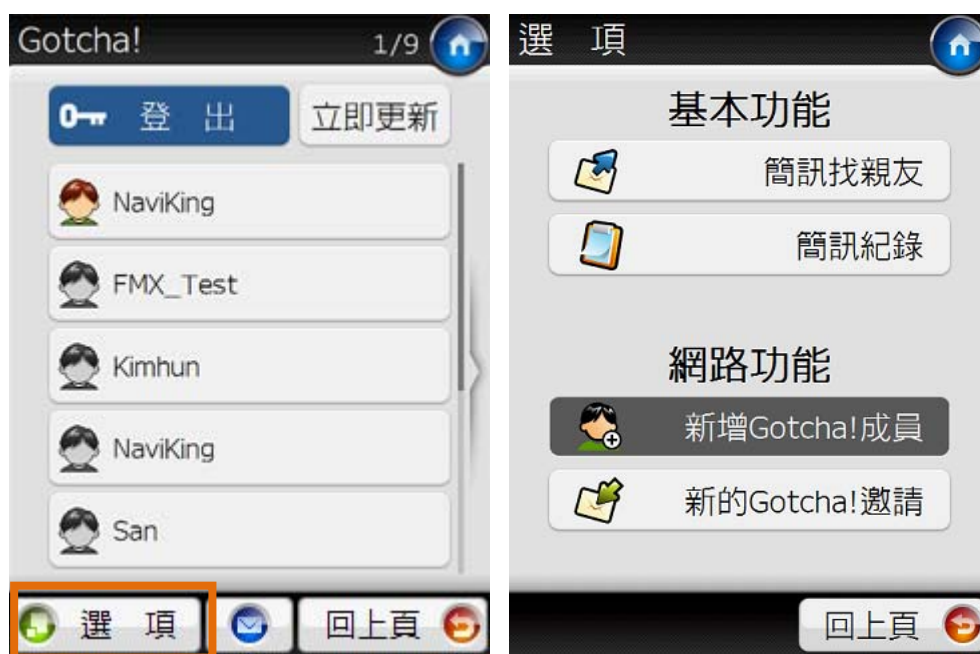 Gotcha! 1/9
登 出 立即更新
NaviKing
FMX_Test
Kimhun
NaviKing
San
選 項 回上頁
選 項
基本功能
簡訊找親友
簡訊紀錄
網路功能
新增Gotcha!成員
新的Gotcha!邀請
回上頁